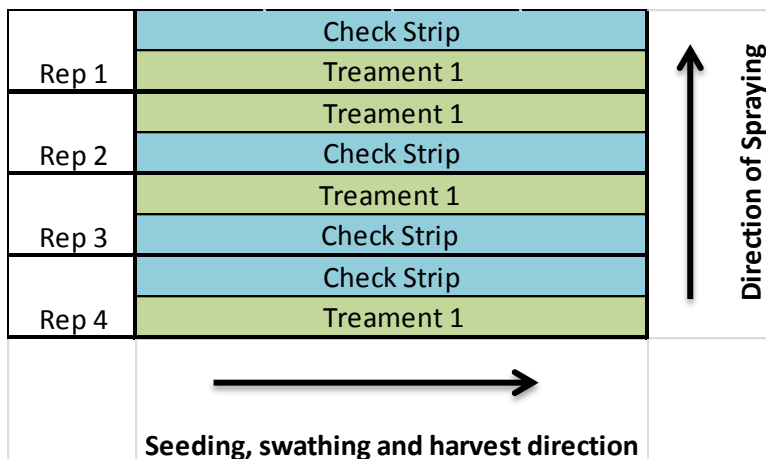 Check Strip
Rep 1
Treament 1
Treament 1
Rep 2
Check Strip
Treament 1
Rep 3
Check Strip
Check Strip
Rep 4
Treament 1
Direction of Spraying
Seeding, swathing and harvest direction